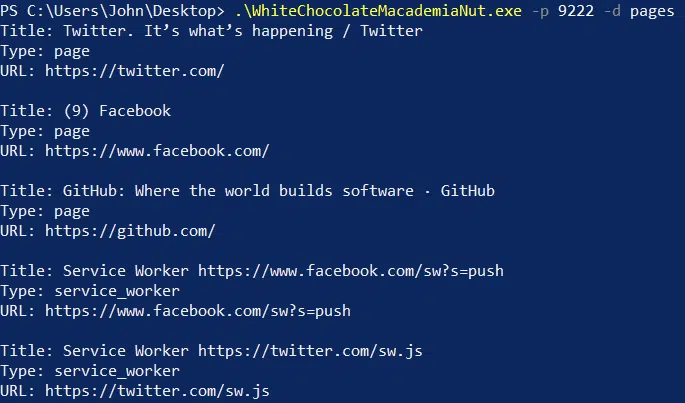 PS C:\Users\John\Desktop> .\WhiteChocolateMacademiaNut.exe -p 9222 -d pages
Title: Twitter. It’s what’s happening / Twitter
Type: page
URL: https://twitter.com/
Title: (9) Facebook
Type: page
URL: https://www.facebook.com/
Title: GitHub: Where the world builds software · GitHub
Type: page
URL: https://github.com/
Title: Service Worker https://www.facebook.com/sw?s=push
Type: service_worker
URL: https://www.facebook.com/sw?s=push
Title: Service Worker https://twitter.com/sw.js
Type: service_worker
URL: https://twitter.com/sw.js